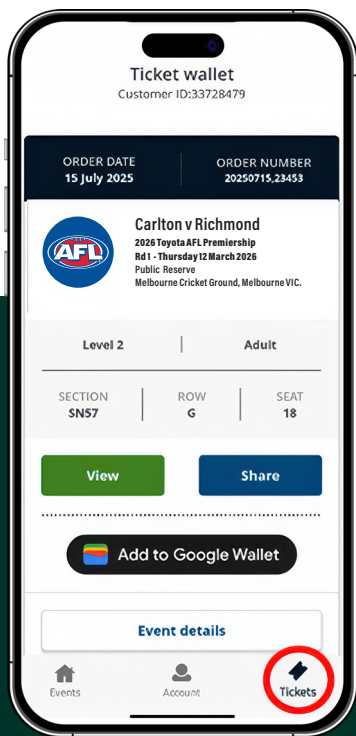 Ticket wallet
Customer ID:33728479
ORDER DATE
15 July 2025
ORDER NUMBER
20250715,23453
AFL
Carlton v Richmond
2026 Toyota AFL Premiership
Rd 1 - Thursday 12 March 2026
Public Reserve
Melbourne Cricket Ground, Melbourne VIC.
Level 2 | Adult
SECTION
SN57
ROW
G
SEAT
18
View
Share
Add to Google Wallet
Event details
Events
Account
Tickets